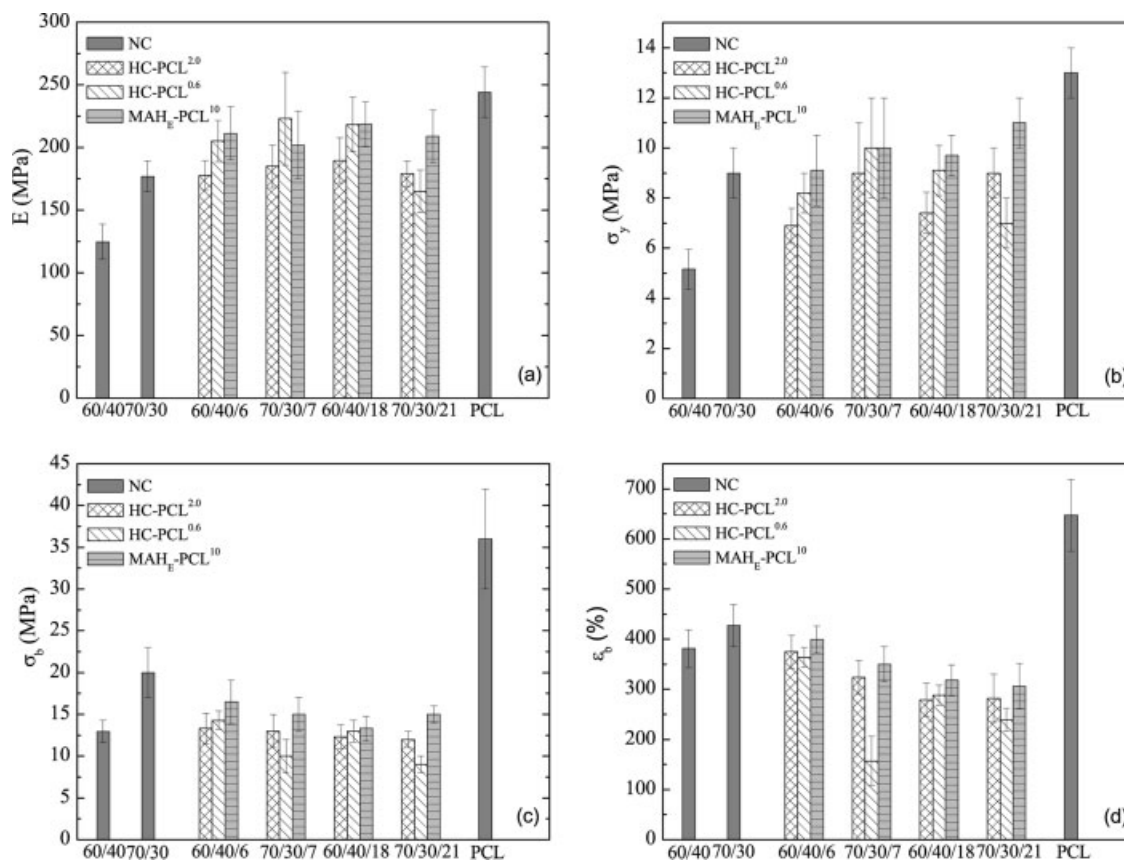 300
250
200
150
100
50
0
E (MPa)
NC
HC-PCL²·⁰
HC-PCL⁰·⁶
MAH_E-PCL¹⁰
(a)
60/40 70/30 60/40/6 70/30/7 60/40/18 70/30/21 PCL
14
12
10
8
6
4
2
0
σ_y (MPa)
NC
HC-PCL²·⁰
HC-PCL⁰·⁶
MAH_E-PCL¹⁰
(b)
60/40 70/30 60/40/6 70/30/7 60/40/18 70/30/21 PCL
45
40
35
30
25
20
15
10
5
0
σ_b (MPa)
NC
HC-PCL²·⁰
HC-PCL⁰·⁶
MAH_E-PCL¹⁰
(c)
60/40 70/30 60/40/6 70/30/7 60/40/18 70/30/21 PCL
700
600
500
400
300
200
100
0
ε_b (%)
NC
HC-PCL²·⁰
HC-PCL⁰·⁶
MAH_E-PCL¹⁰
(d)
60/40 70/30 60/40/6 70/30/7 60/40/18 70/30/21 PCL